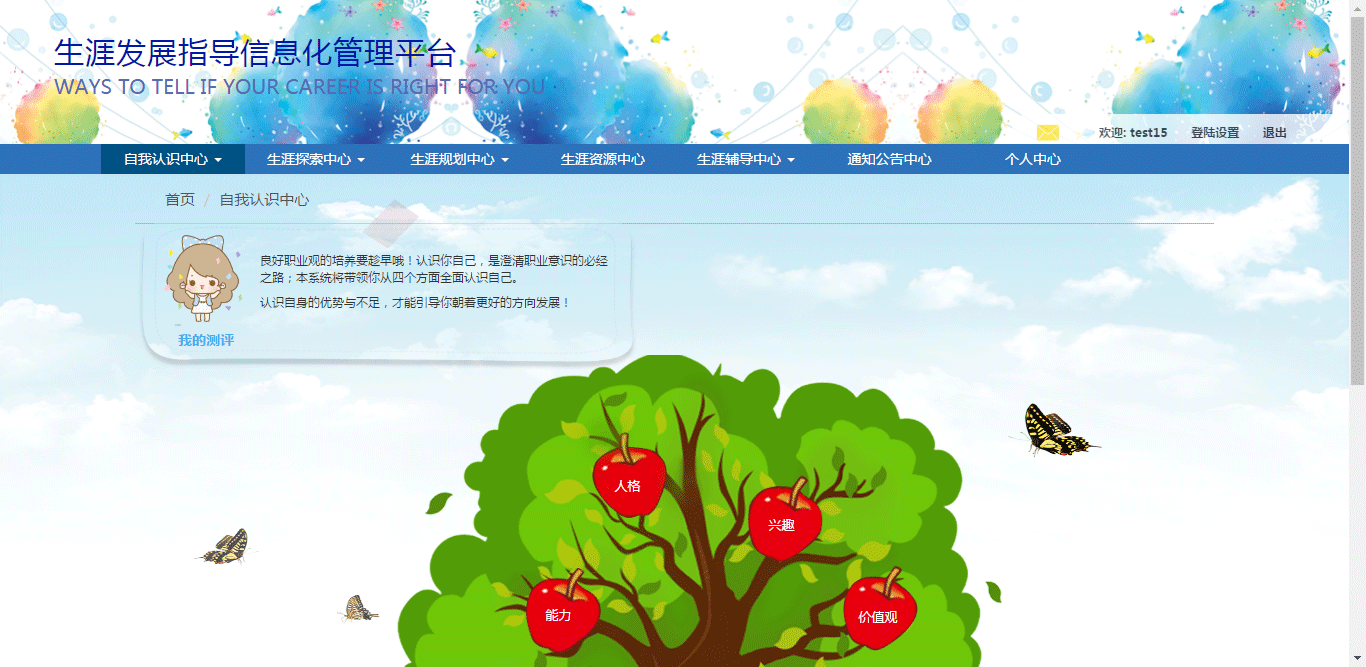 生涯发展指导信息化管理平台
WAYS TO TELL IF YOUR CAREER IS RIGHT FOR YOU
欢迎: test15 登陆设置 退出
自我认识中心 生涯探索中心 生涯规划中心 生涯资源中心 生涯辅导中心 通知公告中心 个人中心
首页 / 自我认识中心
良好职业观的培养要趁早哦！认识你自己，是澄清职业意识的必经
之路；本系统将带领你从四个方面全面认识自己。
认识自身的优势与不足，才能引导你朝着更好的方向发展！
我的测评
人格
兴趣
能力
价值观